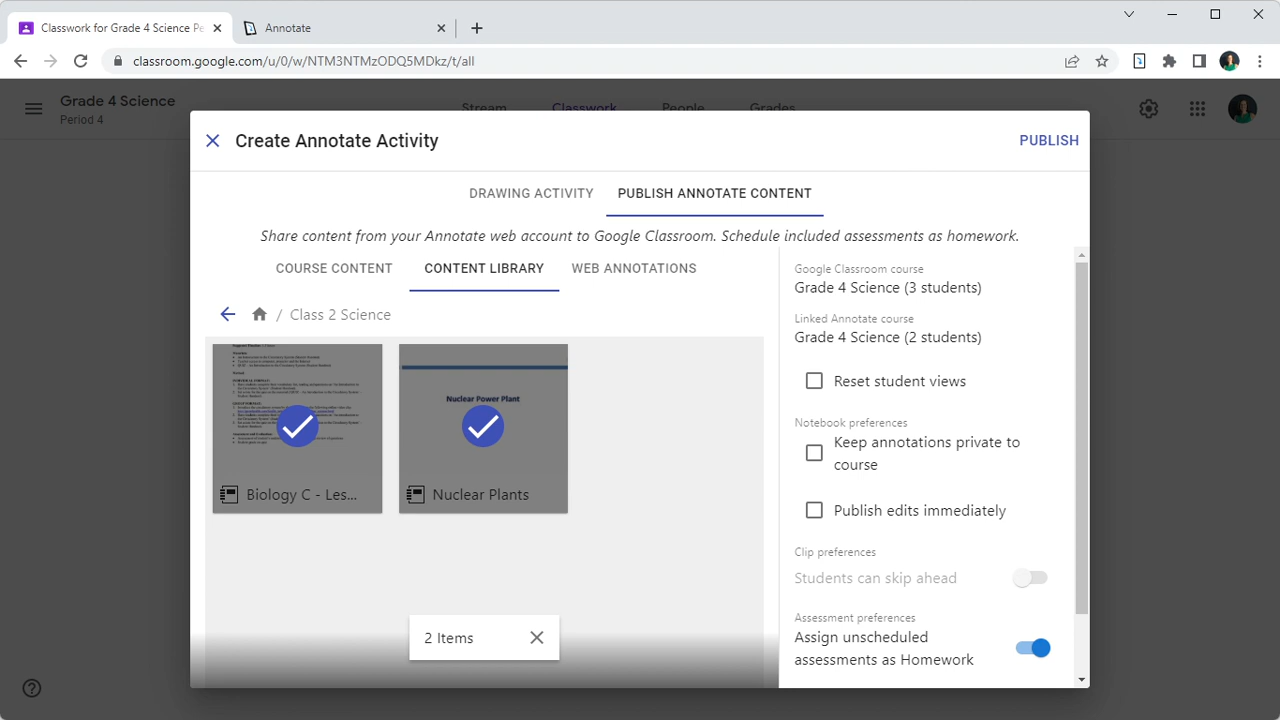 Classwork for Grade 4 Science Pe
Annotate
classroom.google.com/u/0/w/NTM3NTMzODQ5MDkz/t/all
Grade 4 Science
Period 4
Stream
Classwork
People
Grades
Create Annotate Activity
PUBLISH
DRAWING ACTIVITY
PUBLISH ANNOTATE CONTENT
Share content from your Annotate web account to Google Classroom. Schedule included assessments as homework.
COURSE CONTENT
CONTENT LIBRARY
WEB ANNOTATIONS
/ Class 2 Science
Nuclear Power Plant
Biology C - Les...
Nuclear Plants
2 Items
Google Classroom course
Grade 4 Science (3 students)
Linked Annotate course
Grade 4 Science (2 students)
Reset student views
Notebook preferences
Keep annotations private to
course
Publish edits immediately
Clip preferences
Students can skip ahead
Assessment preferences
Assign unscheduled
assessments as Homework